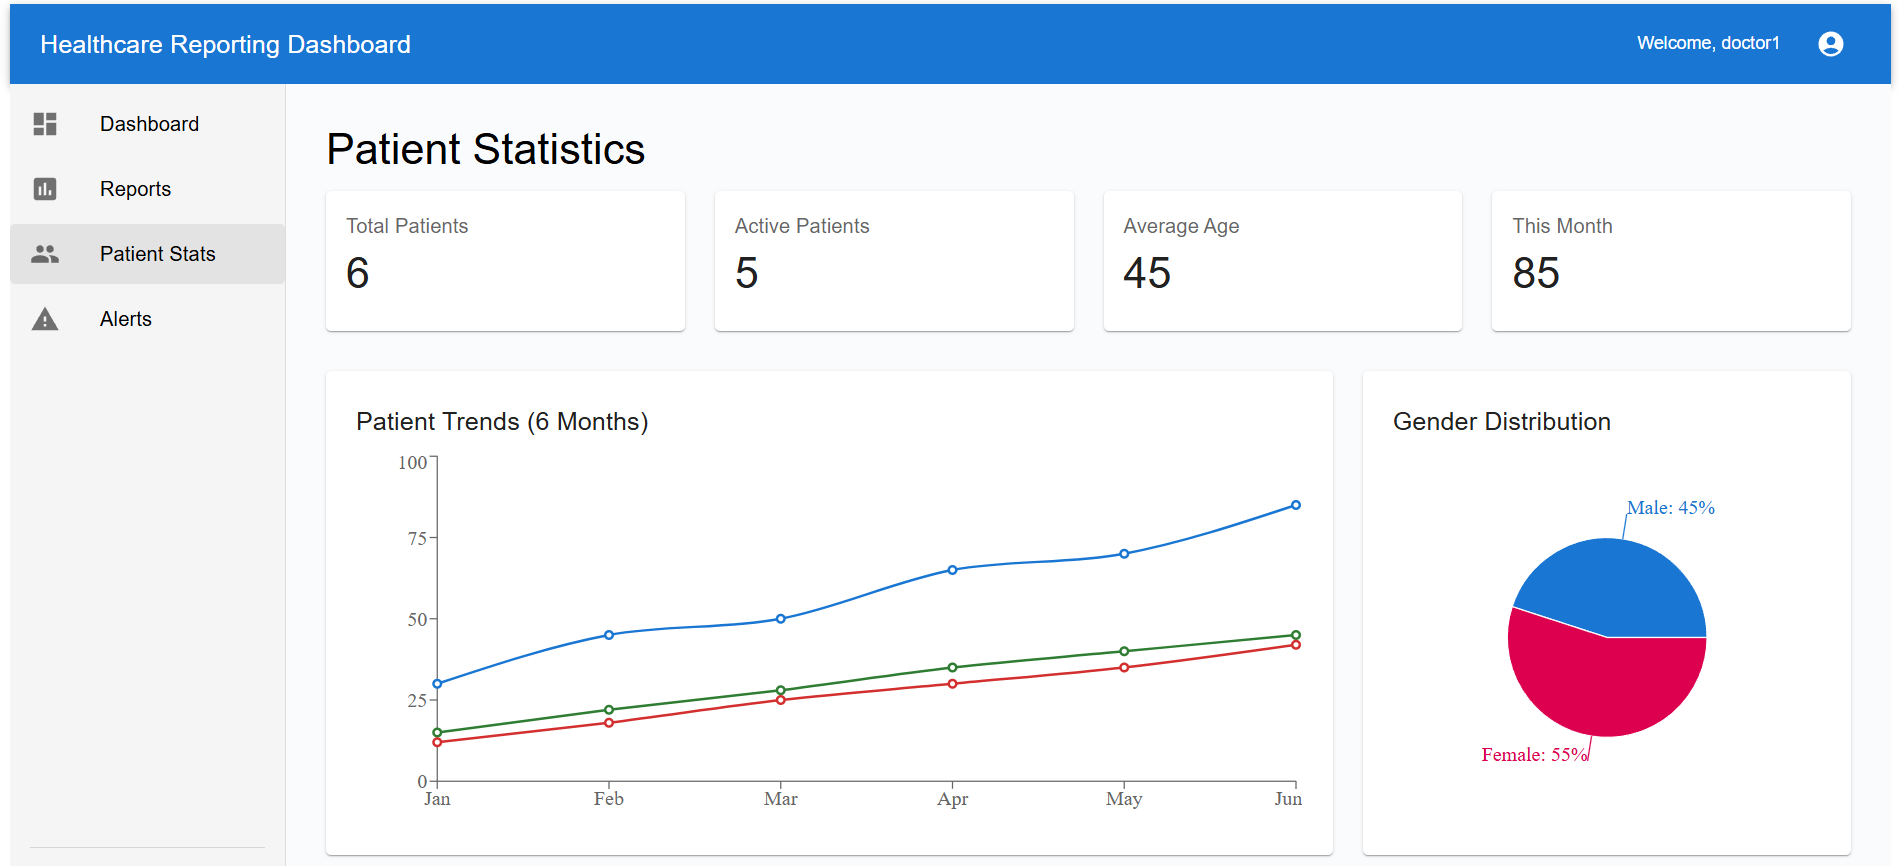 Healthcare Reporting Dashboard
Welcome, doctor1
Dashboard
Reports
Patient Stats
Alerts
Patient Statistics
Total Patients
6
Active Patients
5
Average Age
45
This Month
85
Patient Trends (6 Months)
100
75
50
25
0
Jan Feb Mar Apr May Jun
Gender Distribution
Male: 45%
Female: 55%